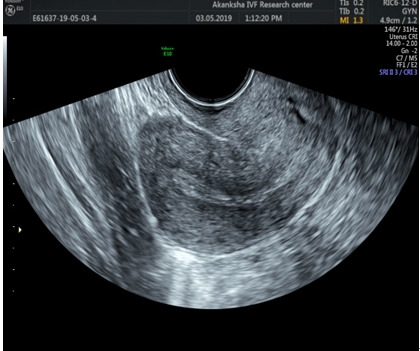 Akanksha IVF Research center
E61637-19-05-03-4
03.05.2019
1:12:20 PM
TIs 0.2
TIb 0.2
MI 1.3
RIC6-12-D
GYN
4.9cm / 1.2
146°/ 31Hz
Uterus CRI
14.00 - 2.00
Gn -2
C7 / M5
FF1 / E2
SRI II 3 / CRI 3